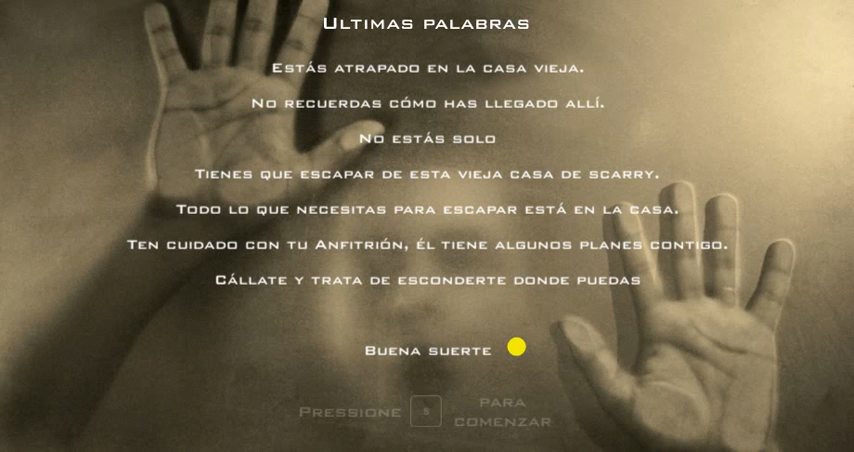 Ultimas palabras
Estás atrapado en la casa vieja.
No recuerdas cómo has llegado allí.
No estás solo
Tienes que escapar de esta vieja casa de scarry.
Todo lo que necesitas para escapar está en la casa.
Ten cuidado con tu Anfitrión, él tiene algunos planes contigo.
Cállate y trata de esconderte donde puedas
Buena suerte
Pressione s para comenzar